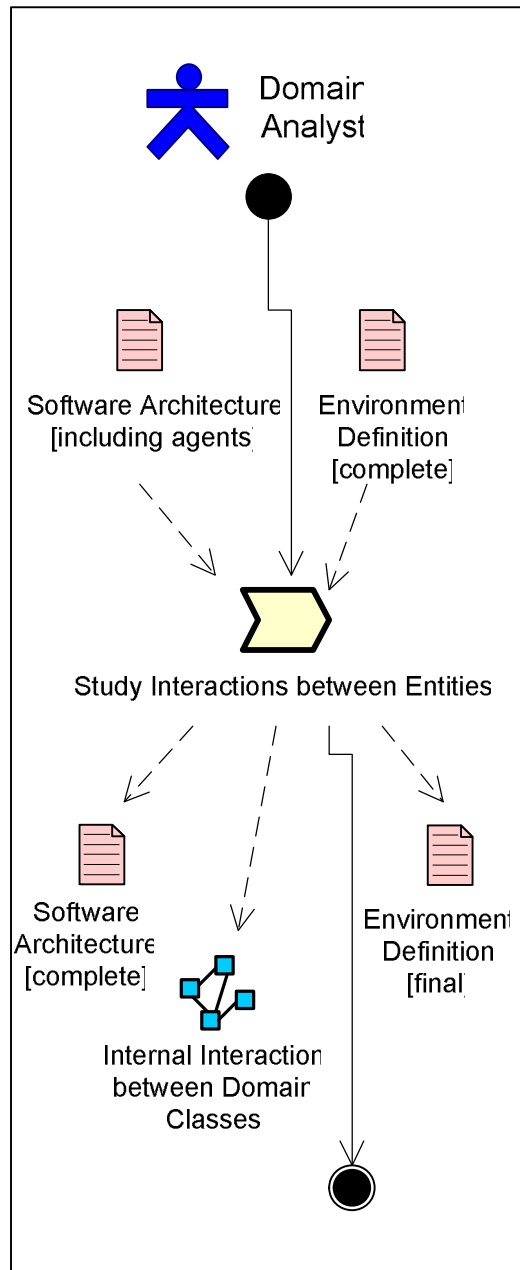 Domain
Analyst
Software Architecture
[including agents]
Environment
Definition
[complete]
Study Interactions between Entities
Software
Architecture
[complete]
Environment
Definition
[final]
Internal Interaction
between Domain
Classes